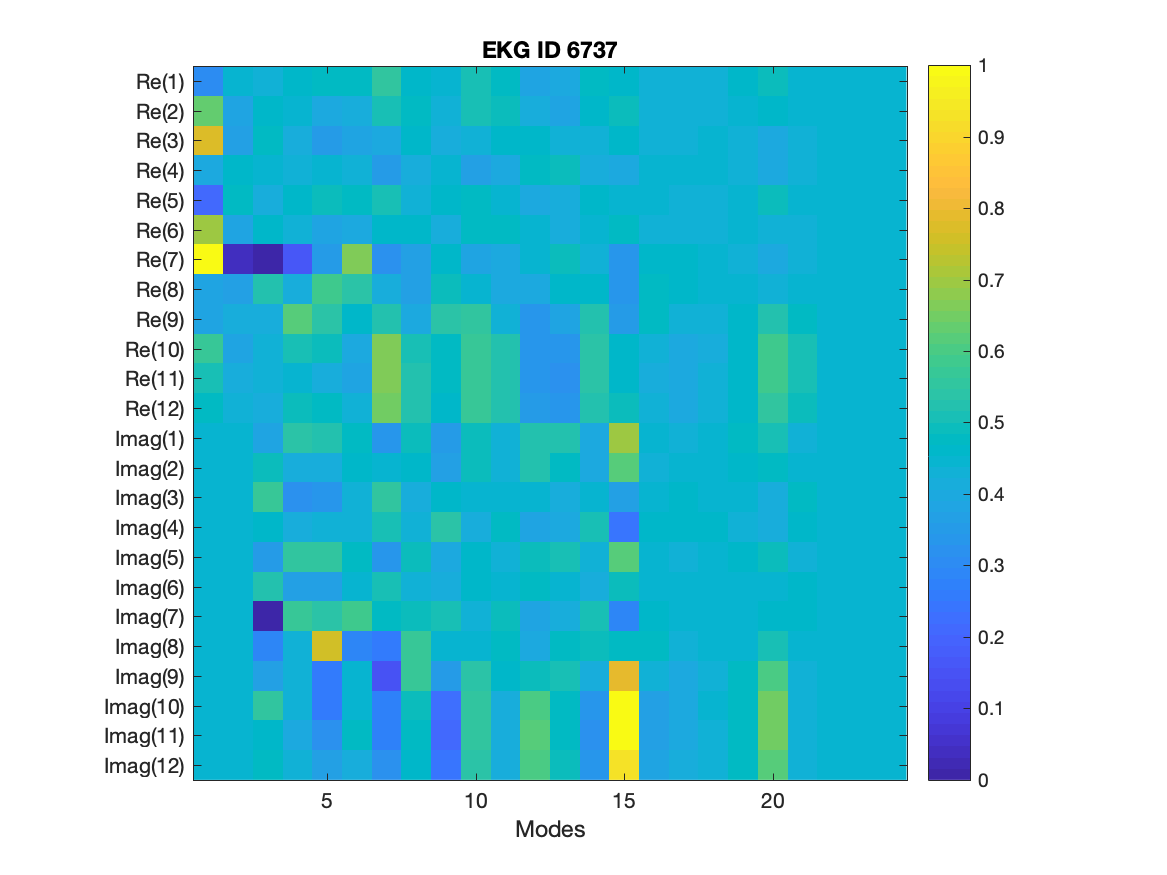 EKG ID 6737
Re(1)
Re(2)
Re(3)
Re(4)
Re(5)
Re(6)
Re(7)
Re(8)
Re(9)
Re(10)
Re(11)
Re(12)
Imag(1)
Imag(2)
Imag(3)
Imag(4)
Imag(5)
Imag(6)
Imag(7)
Imag(8)
Imag(9)
Imag(10)
Imag(11)
Imag(12)
5 10 15 20
Modes
1
0.9
0.8
0.7
0.6
0.5
0.4
0.3
0.2
0.1
0